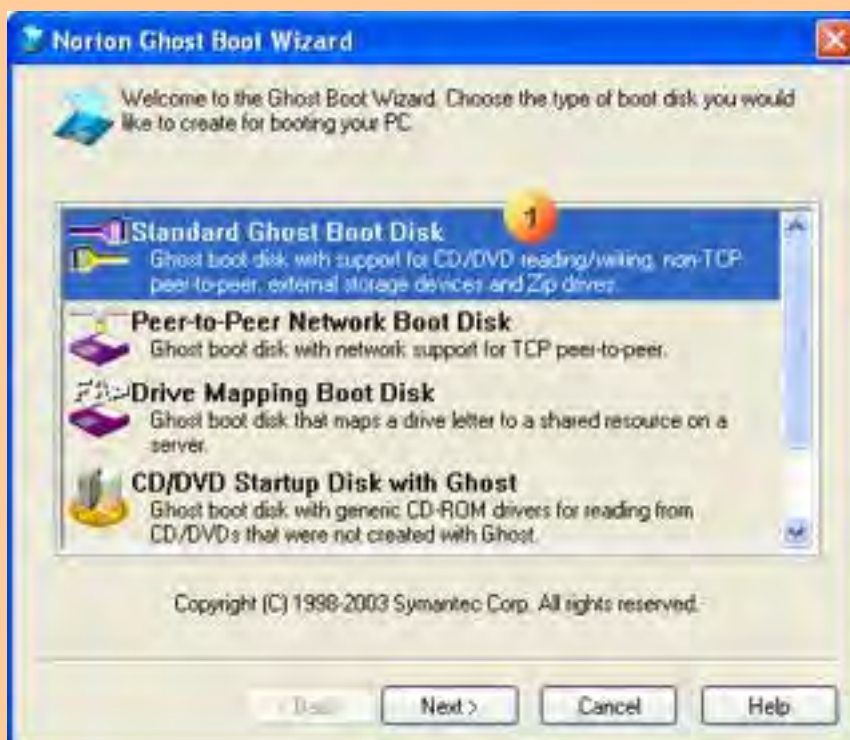 Norton Ghost Boot Wizard
Welcome to the Ghost Boot Wizard. Choose the type of boot disk you would
like to create for booting your PC.
1
Standard Ghost Boot Disk
Ghost boot disk with support for CD/DVD reading/writing, non-TCP
peer-to-peer, external storage devices and Zip drives.
Peer-to-Peer Network Boot Disk
Ghost boot disk with network support for TCP peer-to-peer.
Drive Mapping Boot Disk
Ghost boot disk that maps a drive letter to a shared resource on a
server.
CD/DVD Startup Disk with Ghost
Ghost boot disk with generic CD-ROM drivers for reading from
CD/DVDs that were not created with Ghost.
Copyright (C) 1998-2003 Symantec Corp. All rights reserved.
< Back
Next >
Cancel
Help